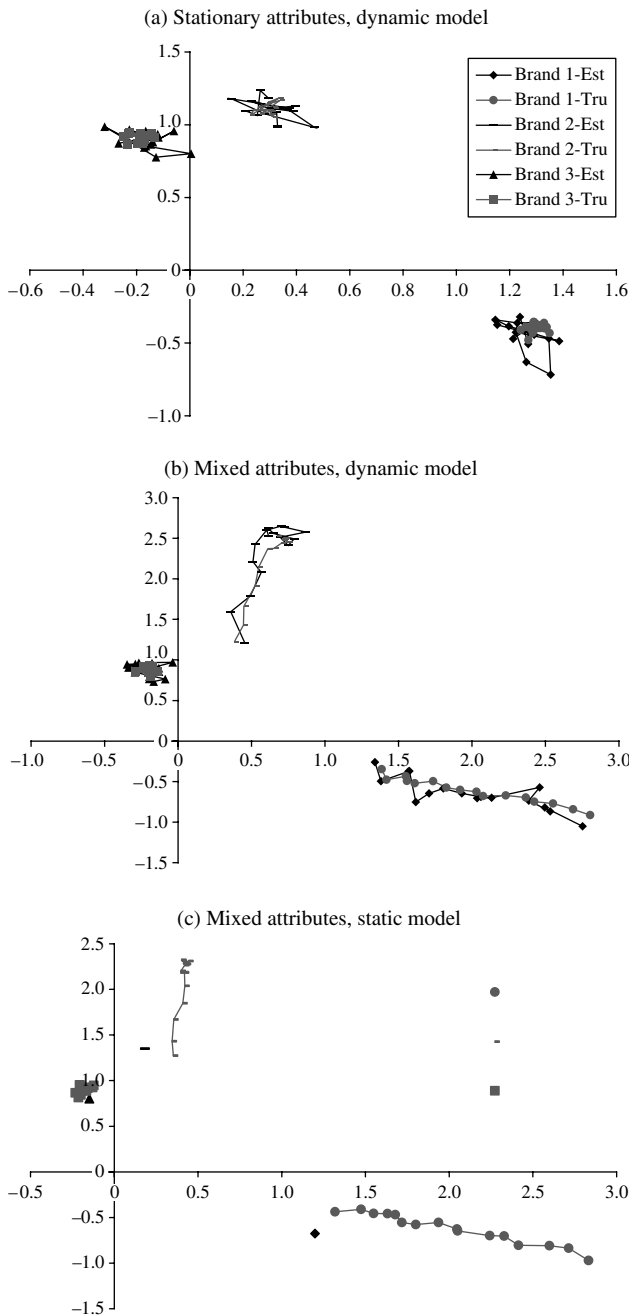 (a) Stationary attributes, dynamic model
1.5
1.0
0.5
0
−0.5
−1.0
−0.6 −0.4 −0.2 0 0.2 0.4 0.6 0.8 1.0 1.2 1.4 1.6
Brand 1-Est
Brand 1-Tru
Brand 2-Est
Brand 2-Tru
Brand 3-Est
Brand 3-Tru
(b) Mixed attributes, dynamic model
3.0
2.5
2.0
1.5
1.0
0.5
0
−0.5
−1.0
−1.5
−1.0 −0.5 0 0.5 1.0 1.5 2.0 2.5 3.0
(c) Mixed attributes, static model
2.5
2.0
1.5
1.0
0.5
0
−0.5
−1.0
−1.5
−0.5 0 0.5 1.0 1.5 2.0 2.5 3.0